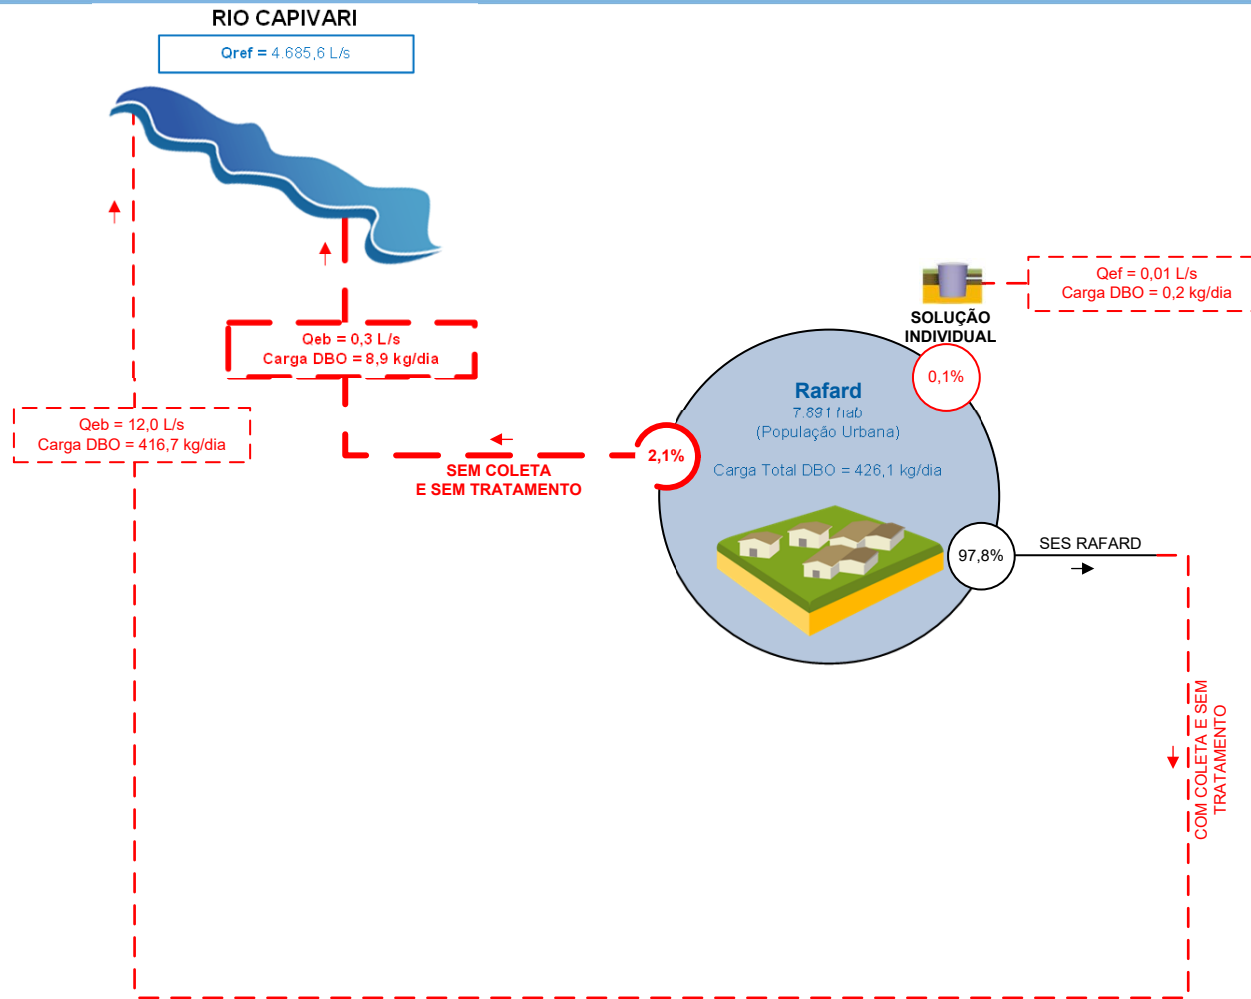 RIO CAPIVARI
Qref = 4.685,6 L/s
Qef = 0,01 L/s
Carga DBO = 0,2 kg/dia
SOLUÇÃO
INDIVIDUAL
0,1%
Qeb = 0,3 L/s
Carga DBO = 8,9 kg/dia
Rafard
7.891 hab
(População Urbana)
Carga Total DBO = 426,1 kg/dia
Qeb = 12,0 L/s
Carga DBO = 416,7 kg/dia
2,1%
SEM COLETA
E SEM TRATAMENTO
97,8%
SES RAFARD
COM COLETA E SEM
TRATAMENTO